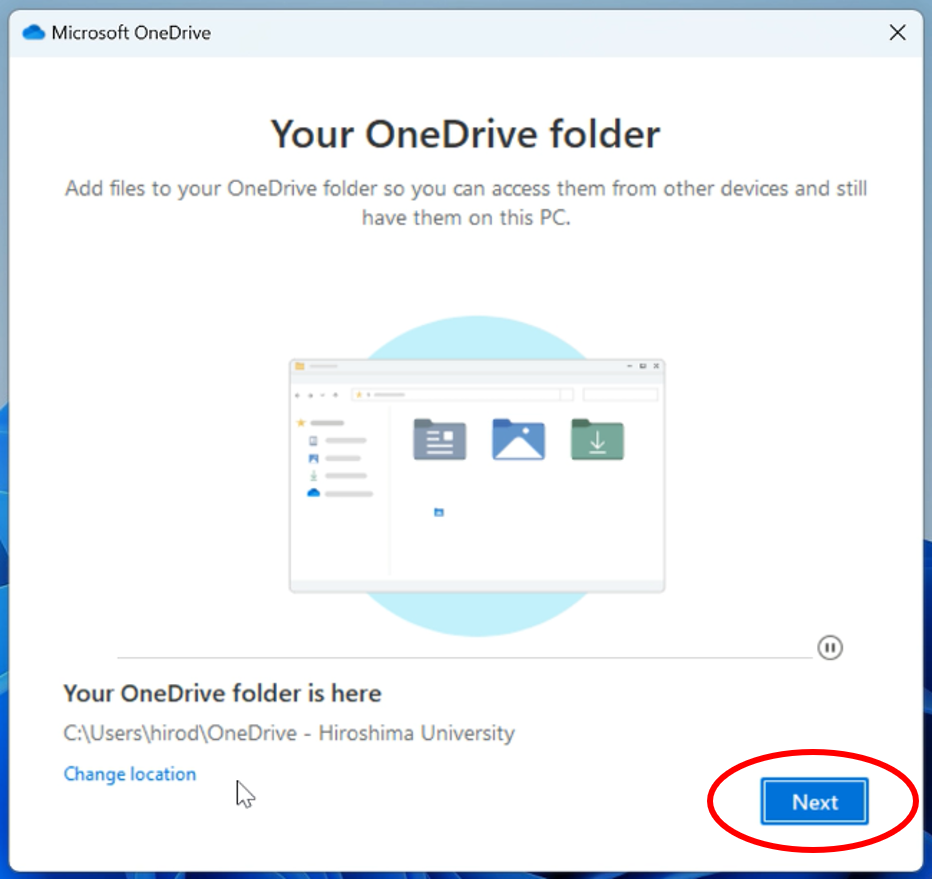 Microsoft OneDrive
Your OneDrive folder
Add files to your OneDrive folder so you can access them from other devices and still
have them on this PC.
Your OneDrive folder is here
C:\Users\hirod\OneDrive - Hiroshima University
Change location
Next